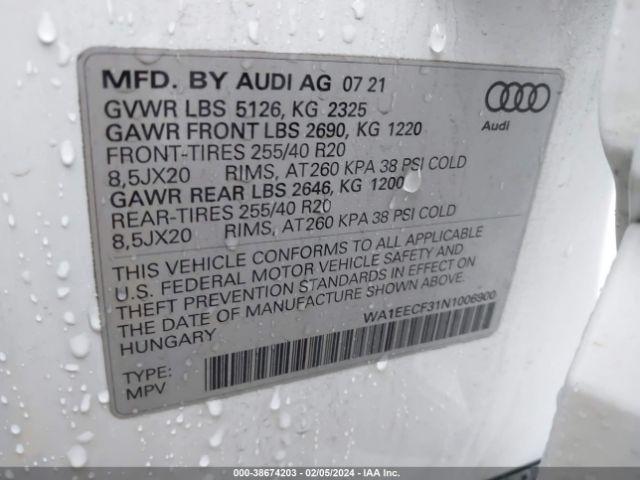 MFD. BY AUDI AG 07 21
GVWR LBS 5126, KG 2325
GAWR FRONT LBS 2690, KG 1220
FRONT-TIRES 255/40 R20
8,5JX20 RIMS, AT260 KPA 38 PSI COLD
GAWR REAR LBS 2646, KG 1200
REAR-TIRES 255/40 R20
8,5JX20 RIMS, AT260 KPA 38 PSI COLD
Audi
THIS VEHICLE CONFORMS TO ALL APPLICABLE
U.S. FEDERAL MOTOR VEHICLE SAFETY AND
THEFT PREVENTION STANDARDS IN EFFECT ON
THE DATE OF MANUFACTURE SHOWN ABOVE.
HUNGARY
WA1EECF31N1006900
TYPE:
MPV
000-38674203 - 02/05/2024 - IAA Inc.